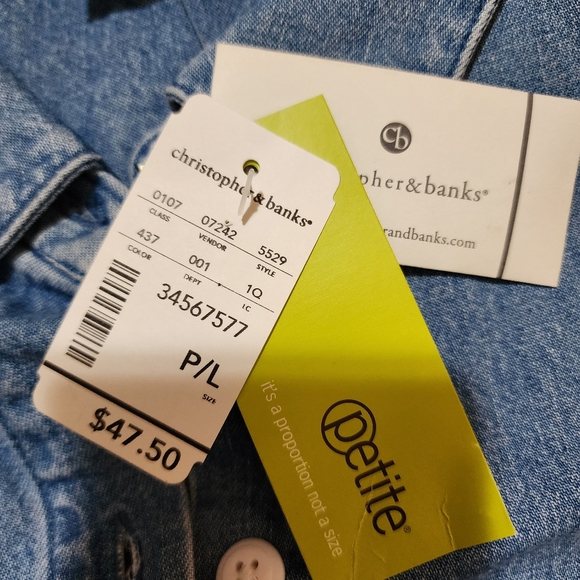 christopher&banks®
0107 07242 5529
CLASS VENDOR STYLE
437 001 1Q
COLOR DEPT I.C
34567577
P/L
SIZE
$47.50
cb
pher&banks®
randbanks.com
petite®
it's a proportion not a size